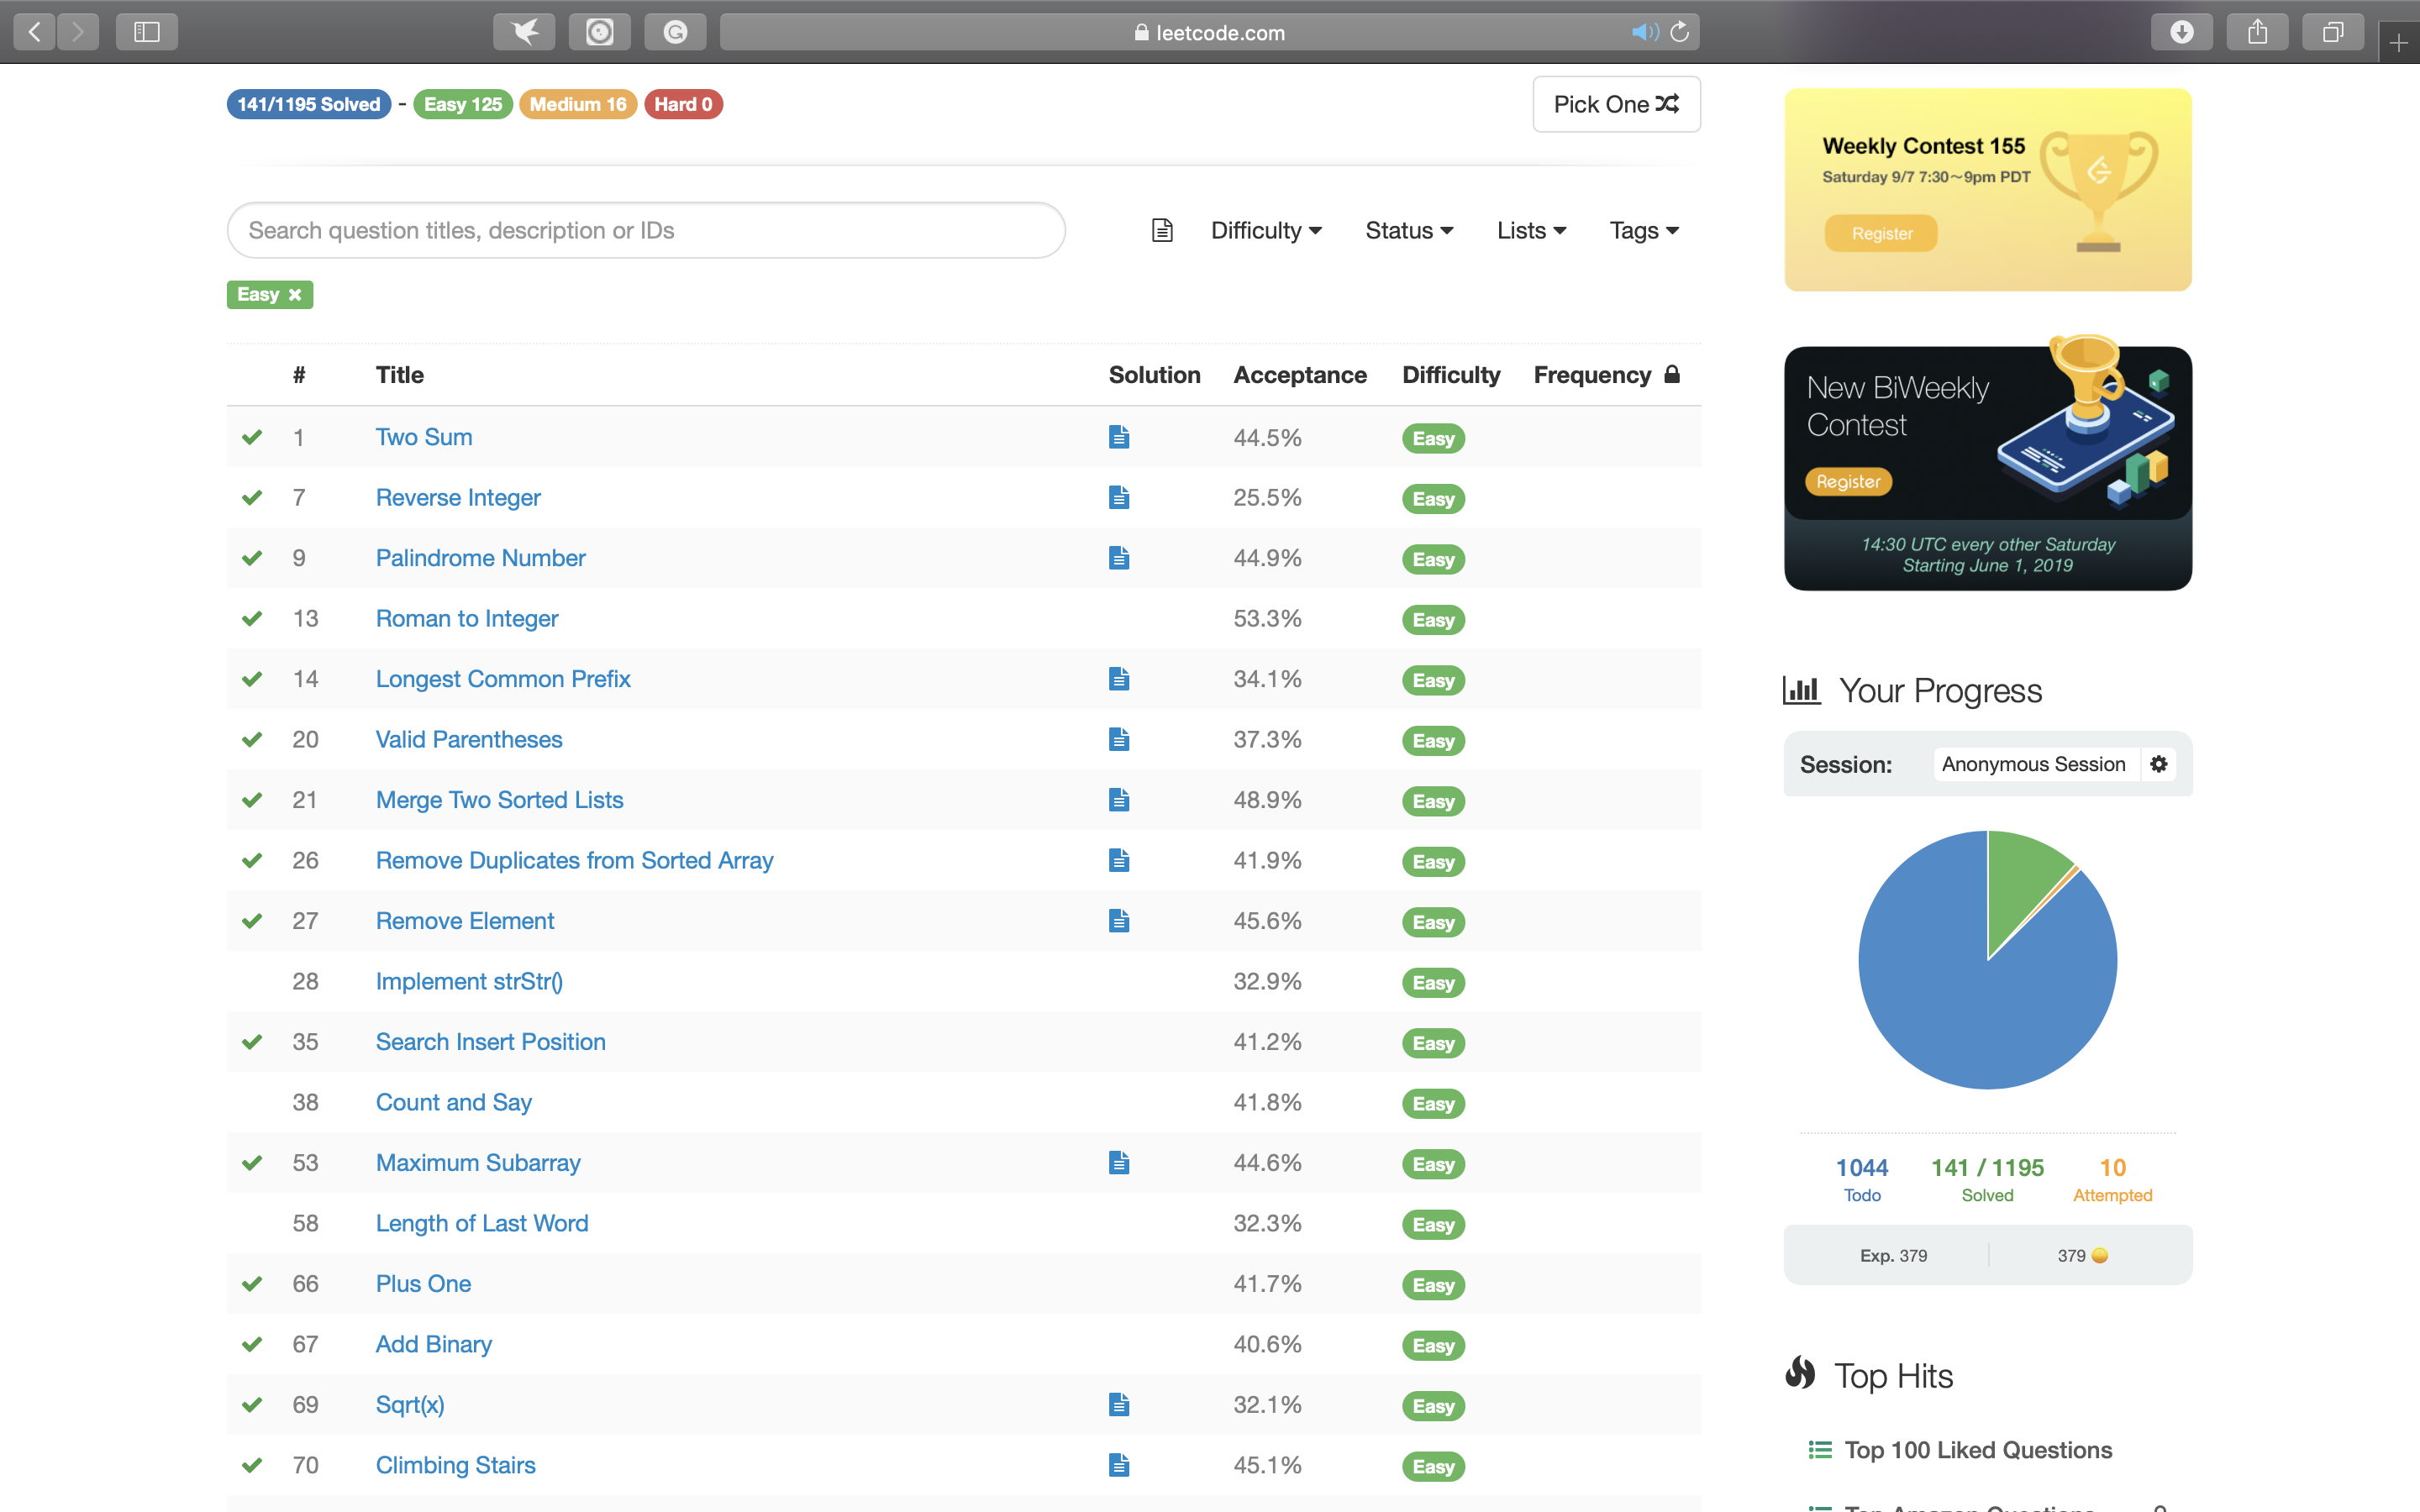 leetcode.com
141/1195 Solved - Easy 125 Medium 16 Hard 0
Pick One
Search question titles, description or IDs
Difficulty Status Lists Tags
Easy ×
# Title Solution Acceptance Difficulty Frequency
1 Two Sum 44.5% Easy
7 Reverse Integer 25.5% Easy
9 Palindrome Number 44.9% Easy
13 Roman to Integer 53.3% Easy
14 Longest Common Prefix 34.1% Easy
20 Valid Parentheses 37.3% Easy
21 Merge Two Sorted Lists 48.9% Easy
26 Remove Duplicates from Sorted Array 41.9% Easy
27 Remove Element 45.6% Easy
28 Implement strStr() 32.9% Easy
35 Search Insert Position 41.2% Easy
38 Count and Say 41.8% Easy
53 Maximum Subarray 44.6% Easy
58 Length of Last Word 32.3% Easy
66 Plus One 41.7% Easy
67 Add Binary 40.6% Easy
69 Sqrt(x) 32.1% Easy
70 Climbing Stairs 45.1% Easy
Weekly Contest 155
Saturday 9/7 7:30~9pm PDT
Register
New BiWeekly
Contest
Register
14:30 UTC every other Saturday
Starting June 1, 2019
Your Progress
Session: Anonymous Session
1044 141 / 1195 10
Todo Solved Attempted
Exp. 379 379
Top Hits
Top 100 Liked Questions
Top Amazon Questions